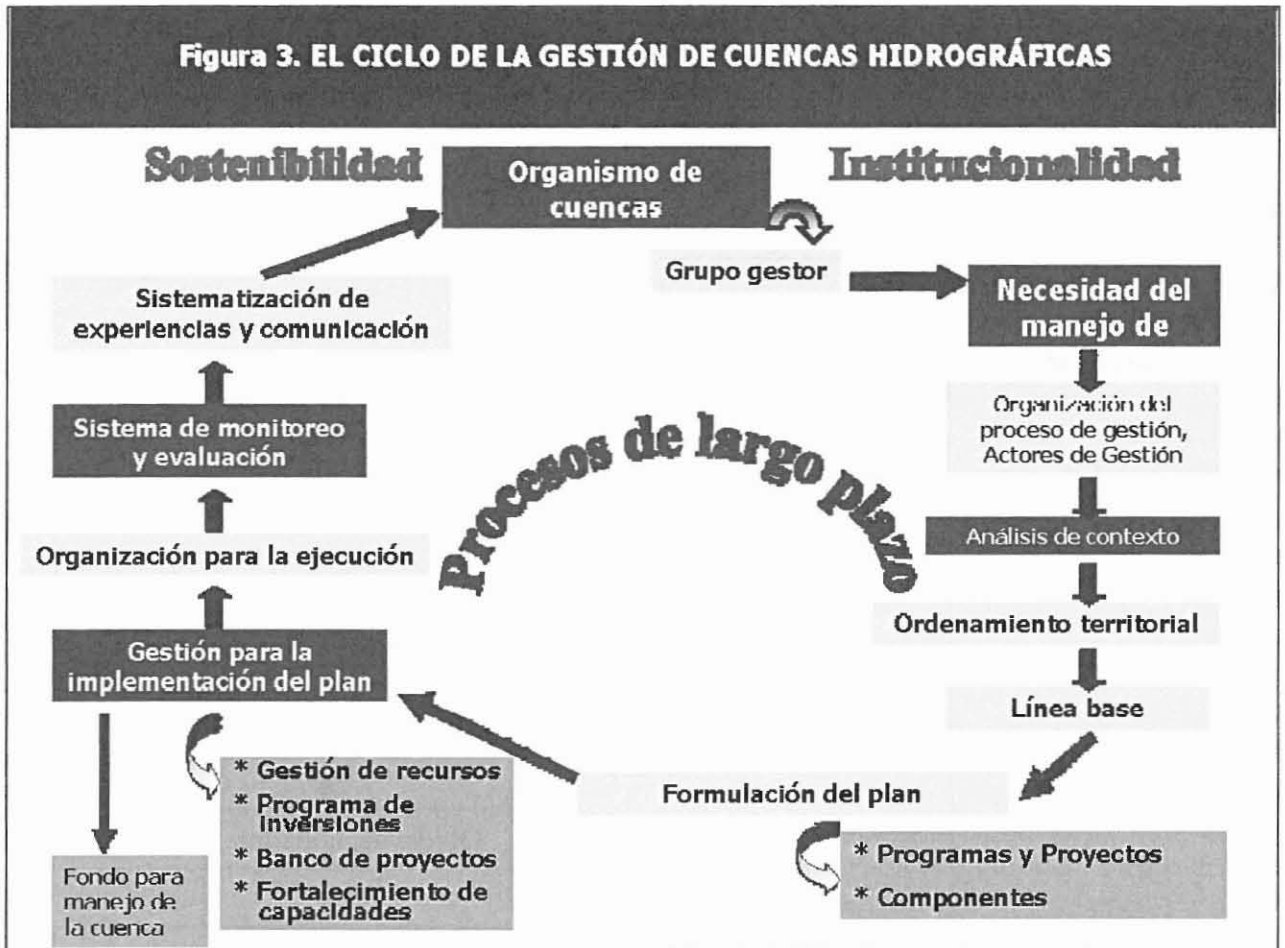 Figura 3. EL CICLO DE LA GESTIÓN DE CUENCAS HIDROGRÁFICAS
Sostenibilidad
Organismo de
cuencas
Institucionalidad
Grupo gestor
Necesidad del
manejo de
Organización del
proceso de gestión,
Actores de Gestión
Análisis de contexto
Ordenamiento territorial
Línea base
Formulación del plan
* Programas y Proyectos
* Componentes
Gestión para la
implementación del plan
* Gestión de recursos
* Programa de
inversiones
* Banco de proyectos
* Fortalecimiento de
capacidades
Fondo para
manejo de
la cuenca
Organización para la ejecución
Sistema de monitoreo
y evaluación
Sistematización de
experiencias y comunicación
Procesos de largo plazo